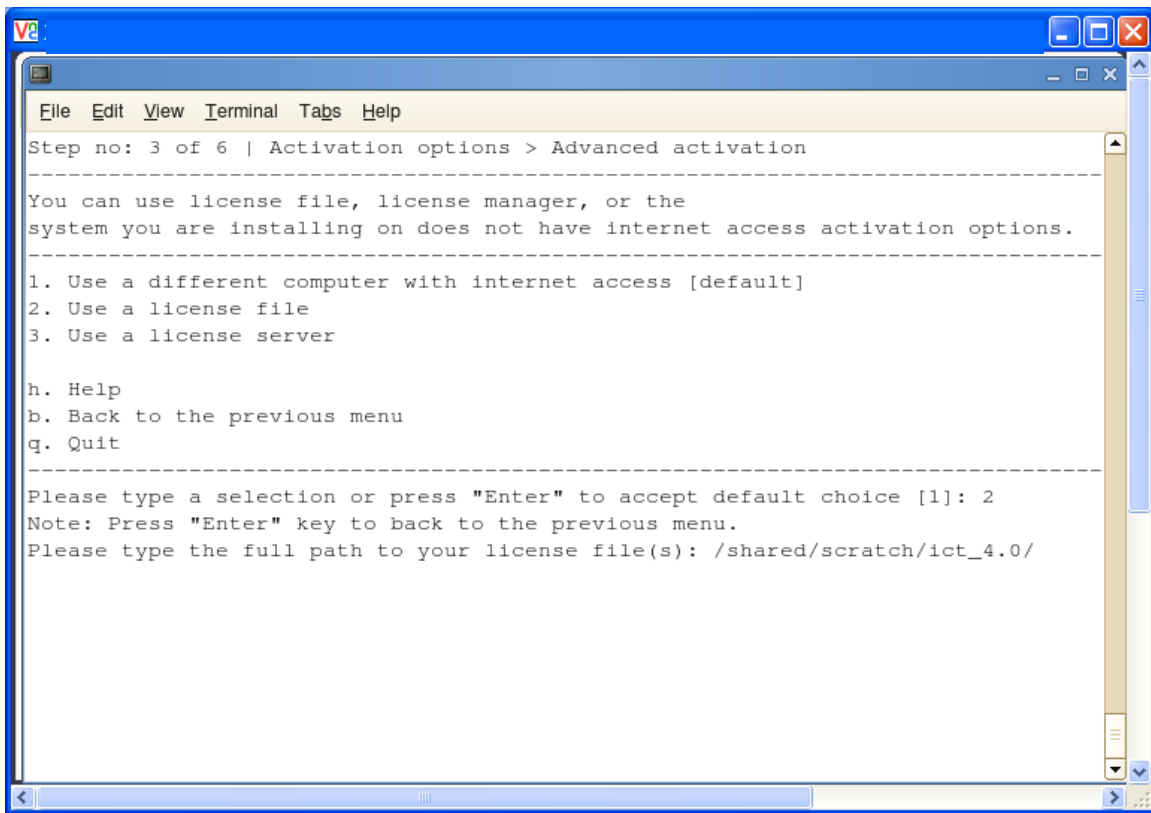 File Edit View Terminal Tabs Help
Step no: 3 of 6 | Activation options > Advanced activation
--------------------------------------------------------------------------------
You can use license file, license manager, or the
system you are installing on does not have internet access activation options.
--------------------------------------------------------------------------------
1. Use a different computer with internet access [default]
2. Use a license file
3. Use a license server
h. Help
b. Back to the previous menu
q. Quit
--------------------------------------------------------------------------------
Please type a selection or press "Enter" to accept default choice [1]: 2
Note: Press "Enter" key to back to the previous menu.
Please type the full path to your license file(s): /shared/scratch/ict_4.0/